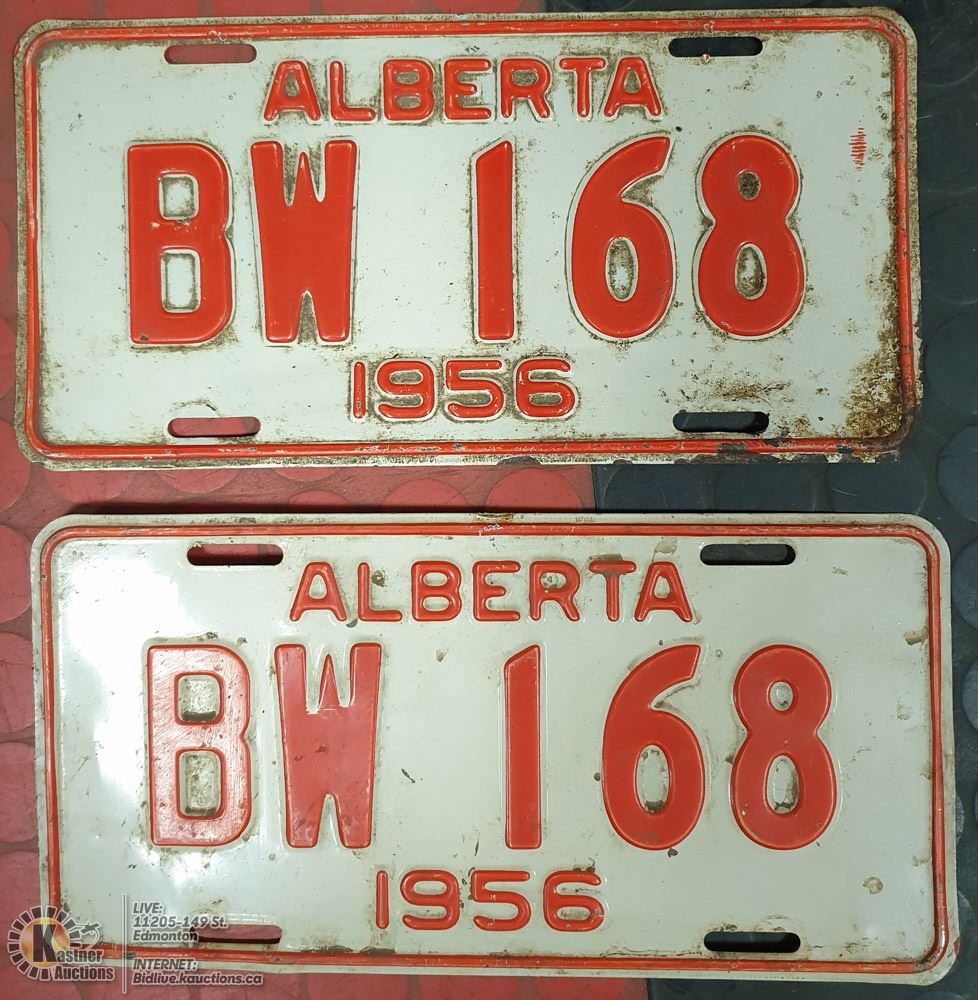 ALBERTA
BW 168
1956
ALBERTA
BW 168
1956
Kastner
Auctions
LIVE:
11205-149 St.
Edmonton
INTERNET:
Bidlive.kauctions.ca